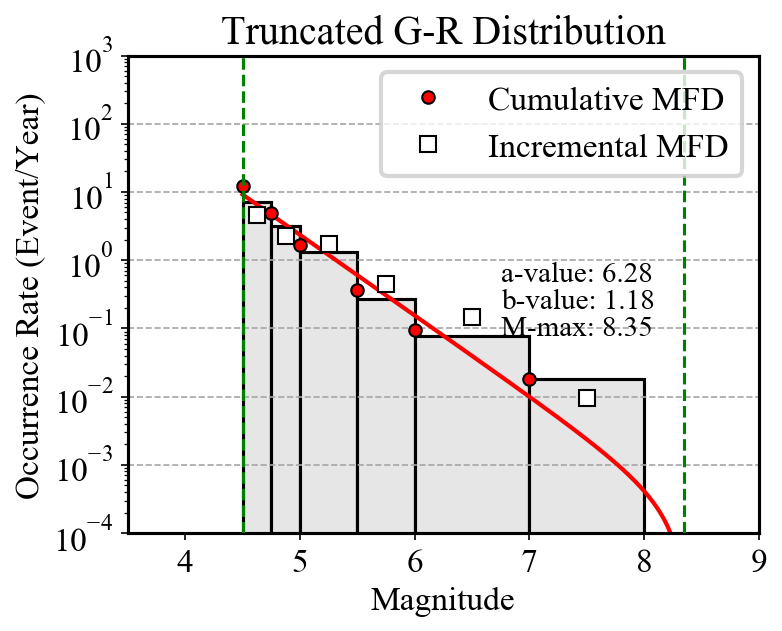 Truncated G-R Distribution
Occurrence Rate (Event/Year)
10^3
10^2
10^1
10^0
10^−1
10^−2
10^−3
10^−4
Cumulative MFD
Incremental MFD
a-value: 6.28
b-value: 1.18
M-max: 8.35
4 5 6 7 8 9
Magnitude